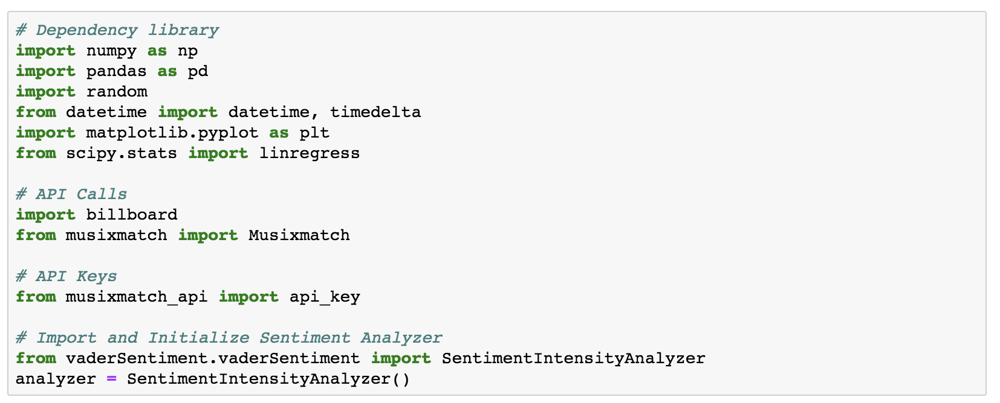 # Dependency library
import numpy as np
import pandas as pd
import random
from datetime import datetime, timedelta
import matplotlib.pyplot as plt
from scipy.stats import linregress
# API Calls
import billboard
from musixmatch import Musixmatch
# API Keys
from musixmatch_api import api_key
# Import and Initialize Sentiment Analyzer
from vaderSentiment.vaderSentiment import SentimentIntensityAnalyzer
analyzer = SentimentIntensityAnalyzer()